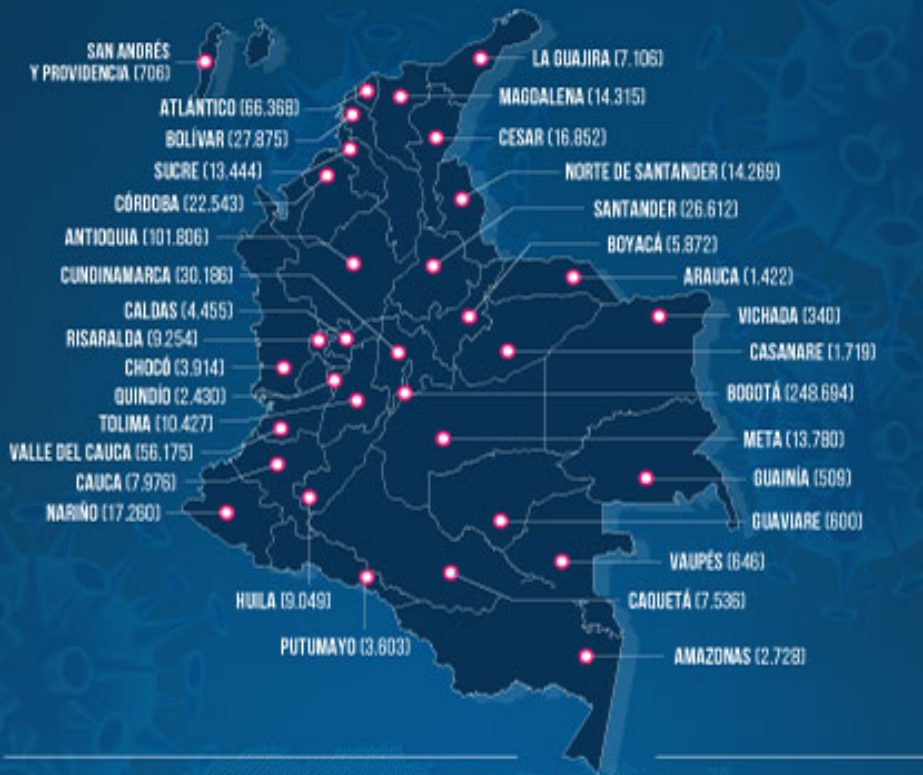 SAN ANDRÉS
Y PROVIDENCIA (706)
ATLÁNTICO (66.368)
BOLÍVAR (27.875)
SUCRE (13.444)
CÓRDOBA (22.543)
ANTIOQUIA (101.806)
CUNDINAMARCA (30.186)
CALDAS (4.455)
RISARALDA (9.254)
CHOCÓ (3.914)
QUINDÍO (2.430)
TOLIMA (10.427)
VALLE DEL CAUCA (56.175)
CAUCA (7.976)
NARIÑO (17.260)
HUILA (9.049)
PUTUMAYO (3.603)
LA GUAJIRA (7.106)
MAGDALENA (14.315)
CESAR (16.852)
NORTE DE SANTANDER (14.269)
SANTANDER (26.612)
BOYACÁ (5.872)
ARAUCA (1.422)
VICHADA (340)
CASANARE (1.719)
BOGOTÁ (248.694)
META (13.780)
GUAINÍA (509)
GUAVIARE (600)
VAUPÉS (646)
CAQUETÁ (7.536)
AMAZONAS (2.728)